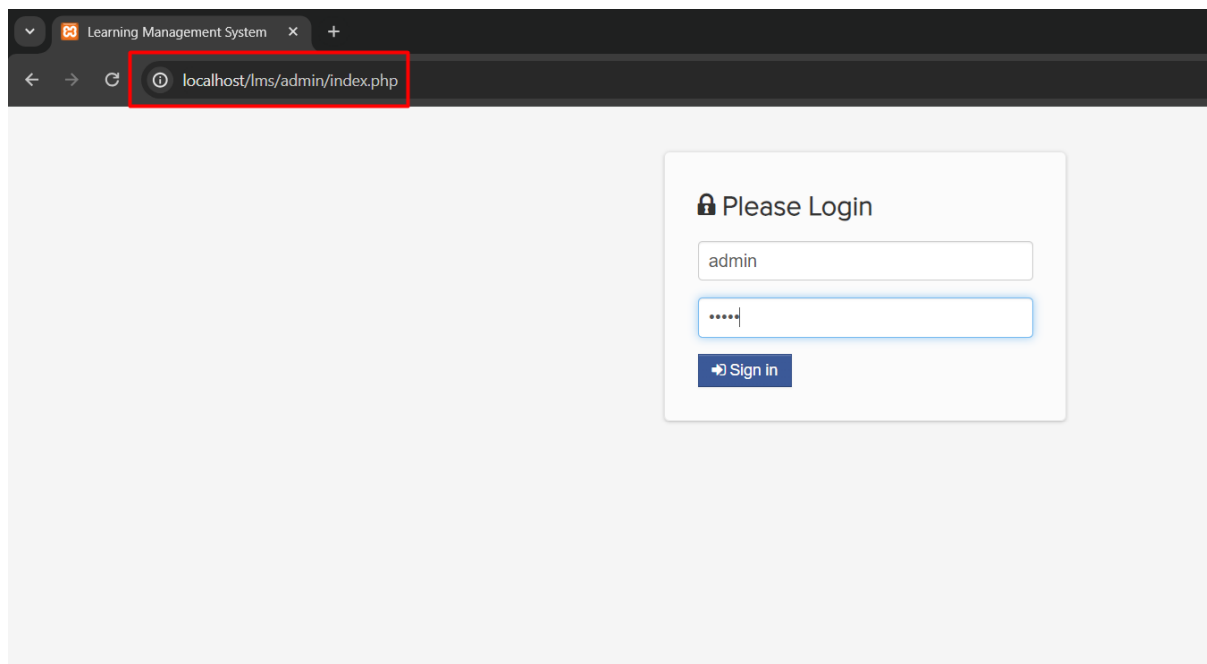 Learning Management System
localhost/lms/admin/index.php
Please Login
admin
•••••
Sign in